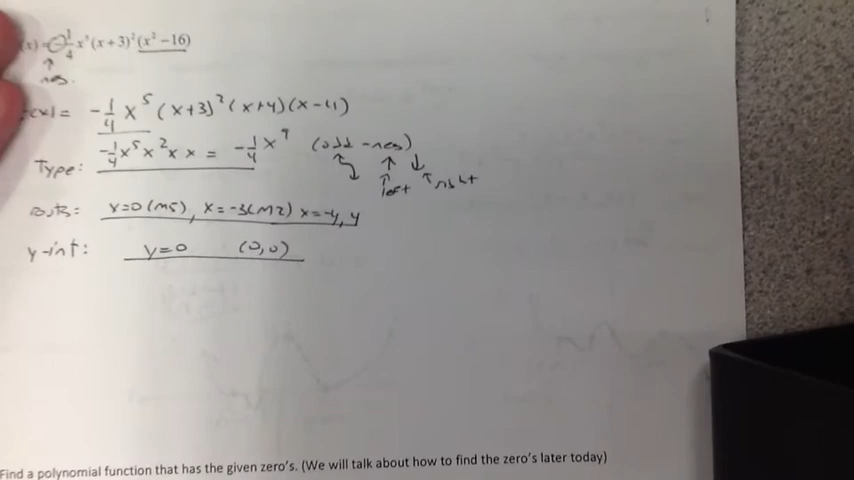 (x) = -1/4 x⁵(x+3)²(x²-16)
neg.
f(x) = -1/4 x⁵ (x+3)² (x+4)(x-4)
Type: -1/4 x⁵ x² x x = -1/4 x⁹ (odd - neg)
left right
roots: x=0 (M5), x=-3(M2) x=-4, 4
y-int: y=0 (0,0)
Find a polynomial function that has the given zero's. (We will talk about how to find the zero's later today)